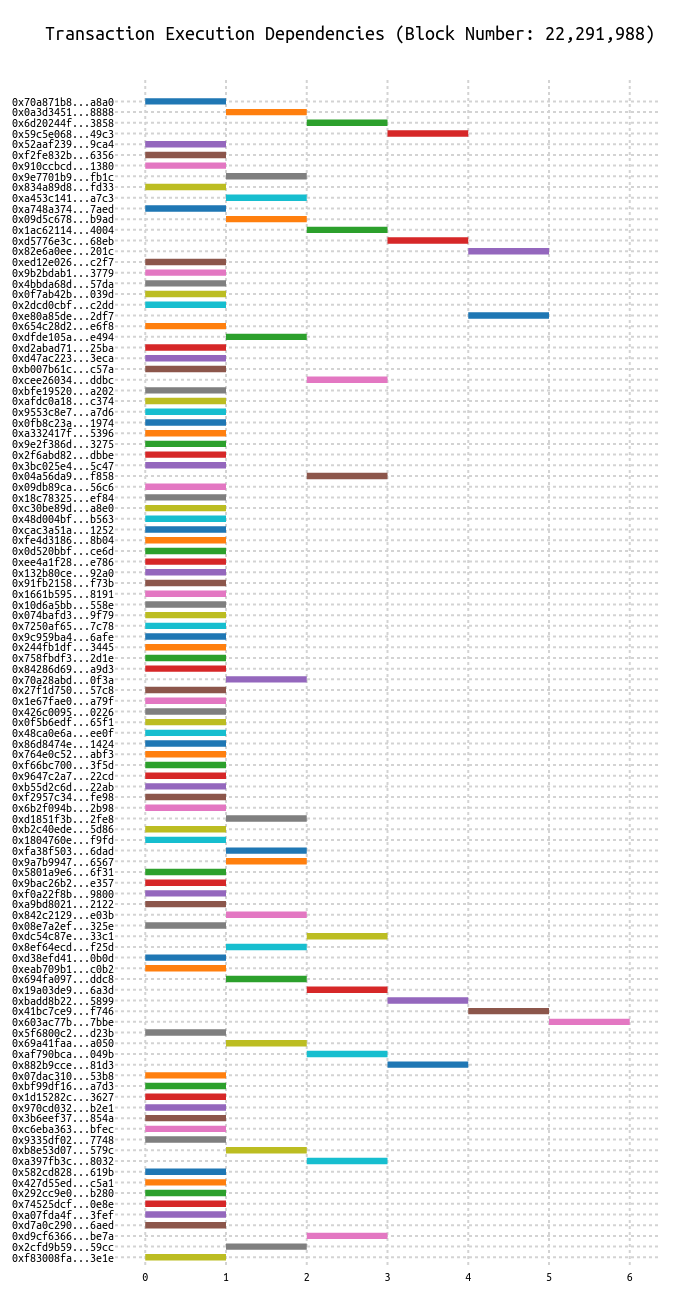 Transaction Execution Dependencies (Block Number: 22,291,988)
0x70a871b8...a8a0
0x0a3d3451...8888
0x6d20244f...3858
0x59c5e068...49c3
0x52aaf239...9ca4
0xf2fe832b...6356
0x910ccbcd...1380
0x9e7701b9...fb1c
0x834a89d8...fd33
0xa453c141...a7c3
0xa748a374...7aed
0x09d5c678...b9ad
0x1ac62114...4004
0xd5776e3c...68eb
0x82e6a0ee...201c
0xed12e026...c2f7
0x9b2bdab1...3779
0x4bbda68d...57da
0x0f7ab42b...039d
0x2dcd0cbf...c2dd
0xe80a85de...2df7
0x654c28d2...e6f8
0xdfde105a...e494
0xd2abad71...25ba
0xd47ac223...3eca
0xb007b61c...c57a
0xcee26034...ddbc
0xbfe19520...a202
0xafdc0a18...c374
0x9553c8e7...a7d6
0x0fb8c23a...1974
0xa332417f...5396
0x9e2f386d...3275
0x2f6abd82...dbbe
0x3bc025e4...5c47
0x04a56da9...f858
0x09db89ca...56c6
0x18c78325...ef84
0xc30be89d...a8e0
0x48d004bf...b563
0xcac3a51a...1252
0xfe4d3186...8b04
0x0d520bbf...ce6d
0xee4a1f28...e786
0x132b80ce...92a0
0x91fb2158...f73b
0x1661b595...8191
0x10d6a5bb...558e
0x074bafd3...9f79
0x7250af65...7c78
0x9c959ba4...6afe
0x244fb1df...3445
0x758fbdf3...2d1e
0x84286d69...a9d3
0x70a28abd...0f3a
0x27f1d750...57c8
0x1e67fae0...a79f
0x426c0095...0226
0x0f5b6edf...65f1
0x48ca0e6a...ee0f
0x86d8474e...1424
0x764e0c52...abf3
0xf66bc700...3f5d
0x9647c2a7...22cd
0xb55d2c6d...22ab
0xf2957c34...fe98
0x6b2f094b...2b98
0xd1851f3b...2fe8
0xb2c40ede...5d86
0x1804760e...f9fd
0xfa38f503...6dad
0x9a7b9947...6567
0x5801a9e6...6f31
0x9bac26b2...e357
0xf0a22f8b...9800
0xa9bd8021...2122
0x842c2129...e03b
0x08e7a2ef...325e
0xdc54c87e...33c1
0x8ef64ecd...f25d
0xd38efd41...0b0d
0xeab709b1...c0b2
0x694fa097...ddc8
0x19a03de9...6a3d
0xbadd8b22...5899
0x41bc7ce9...f746
0x603ac77b...7bbe
0x5f6800c2...d23b
0x69a41faa...a050
0xaf790bca...049b
0x882b9cce...81d3
0x07dac310...53b8
0xbf99df16...a7d3
0x1d15282c...3627
0x970cd032...b2e1
0x3b6eef37...854a
0xc6eba363...bfec
0x9335df02...7748
0xb8e53d07...579c
0xa397fb3c...8032
0x582cd828...619b
0x427d55ed...c5a1
0x292cc9e0...b280
0x74525dcf...0e8e
0xa07fda4f...3fef
0xd7a0c290...6aed
0xd9cf6366...be7a
0x2cfd9b59...59cc
0xf83008fa...3e1e
0 1 2 3 4 5 6